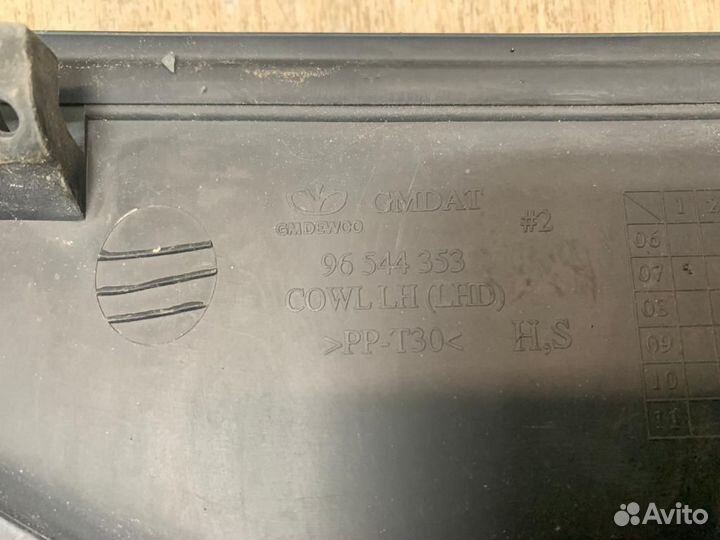 GMDAT
GMDEWOO
#2
96 544 353
COWL LH (LHD)
>PP-T30<
H,S
1 2
06
07
08
09
10
11
Avito